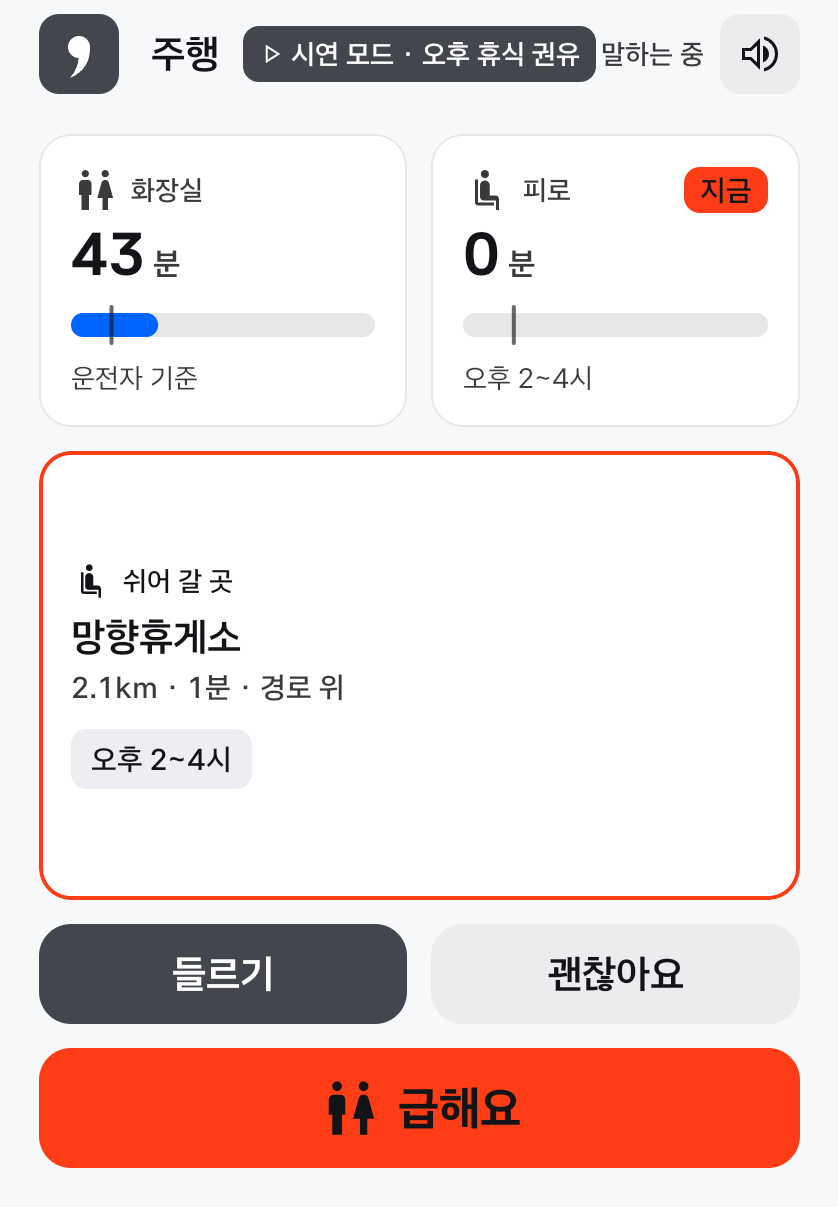 주행 시연 모드 · 오후 휴식 권유 말하는 중
화장실
43 분
운전자 기준
피로 지금
0 분
오후 2~4시
쉬어 갈 곳
망향휴게소
2.1km · 1분 · 경로 위
오후 2~4시
들르기
괜찮아요
급해요